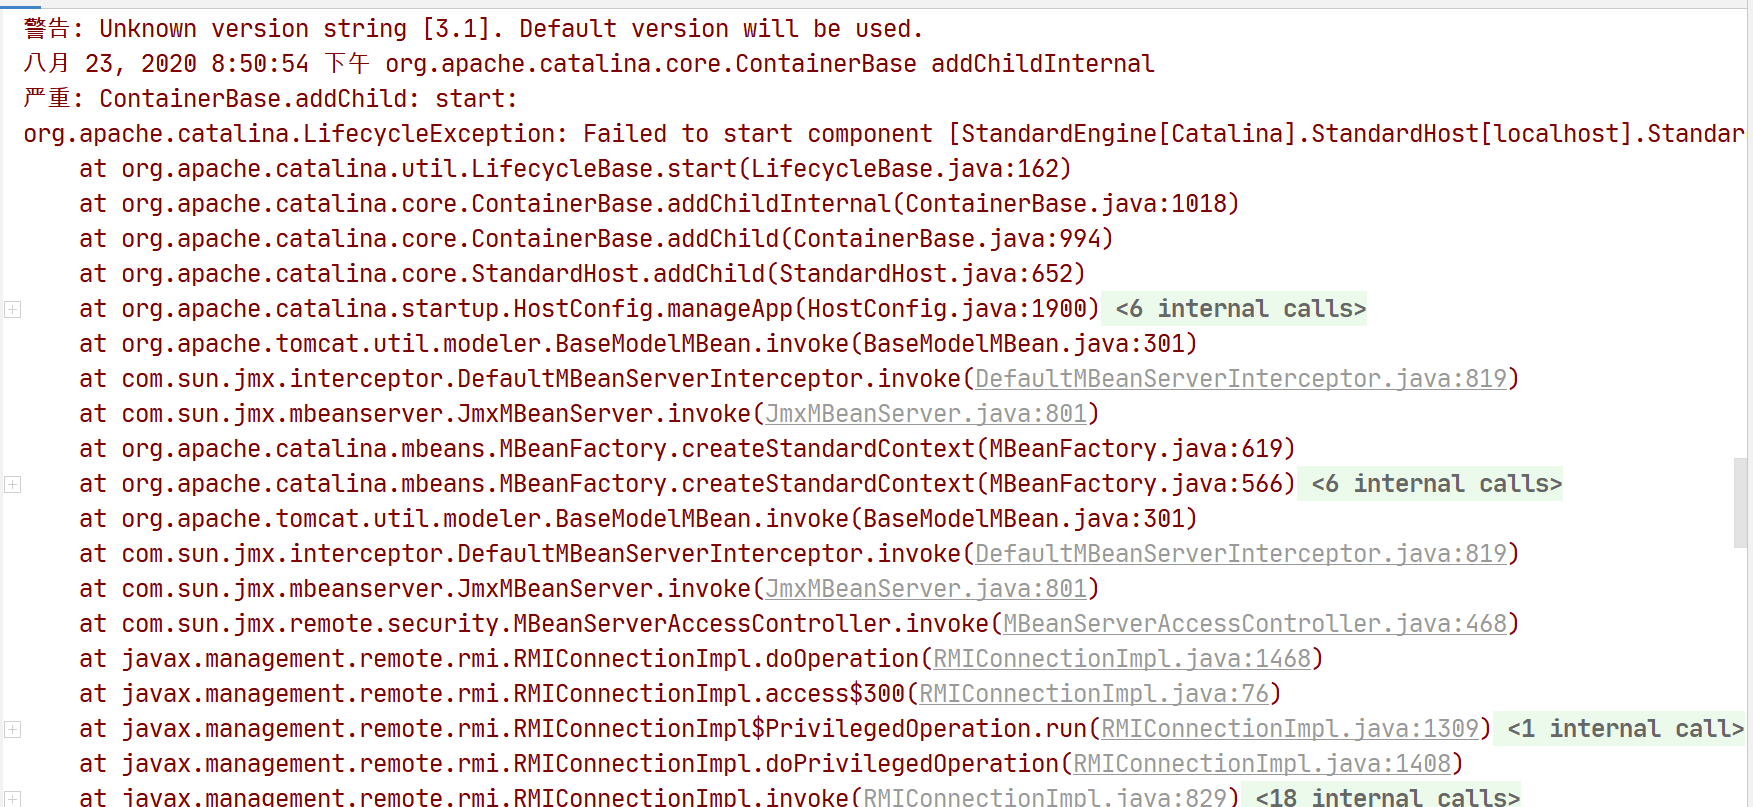 警告: Unknown version string [3.1]. Default version will be used.
八月 23, 2020 8:50:54 下午 org.apache.catalina.core.ContainerBase addChildInternal
严重: ContainerBase.addChild: start:
org.apache.catalina.LifecycleException: Failed to start component [StandardEngine[Catalina].StandardHost[localhost].Standar
at org.apache.catalina.util.LifecycleBase.start(LifecycleBase.java:162)
at org.apache.catalina.core.ContainerBase.addChildInternal(ContainerBase.java:1018)
at org.apache.catalina.core.ContainerBase.addChild(ContainerBase.java:994)
at org.apache.catalina.core.StandardHost.addChild(StandardHost.java:652)
at org.apache.catalina.startup.HostConfig.manageApp(HostConfig.java:1900) <6 internal calls>
at org.apache.tomcat.util.modeler.BaseModelMBean.invoke(BaseModelMBean.java:301)
at com.sun.jmx.interceptor.DefaultMBeanServerInterceptor.invoke(DefaultMBeanServerInterceptor.java:819)
at com.sun.jmx.mbeanserver.JmxMBeanServer.invoke(JmxMBeanServer.java:801)
at org.apache.catalina.mbeans.MBeanFactory.createStandardContext(MBeanFactory.java:619)
at org.apache.catalina.mbeans.MBeanFactory.createStandardContext(MBeanFactory.java:566) <6 internal calls>
at org.apache.tomcat.util.modeler.BaseModelMBean.invoke(BaseModelMBean.java:301)
at com.sun.jmx.interceptor.DefaultMBeanServerInterceptor.invoke(DefaultMBeanServerInterceptor.java:819)
at com.sun.jmx.mbeanserver.JmxMBeanServer.invoke(JmxMBeanServer.java:801)
at com.sun.jmx.remote.security.MBeanServerAccessController.invoke(MBeanServerAccessController.java:468)
at javax.management.remote.rmi.RMIConnectionImpl.doOperation(RMIConnectionImpl.java:1468)
at javax.management.remote.rmi.RMIConnectionImpl.access$300(RMIConnectionImpl.java:76)
at javax.management.remote.rmi.RMIConnectionImpl$PrivilegedOperation.run(RMIConnectionImpl.java:1309) <1 internal call>
at javax.management.remote.rmi.RMIConnectionImpl.doPrivilegedOperation(RMIConnectionImpl.java:1408)
at javax.management.remote.rmi.RMIConnectionImpl.invoke(RMIConnectionImpl.java:829) <18 internal calls>